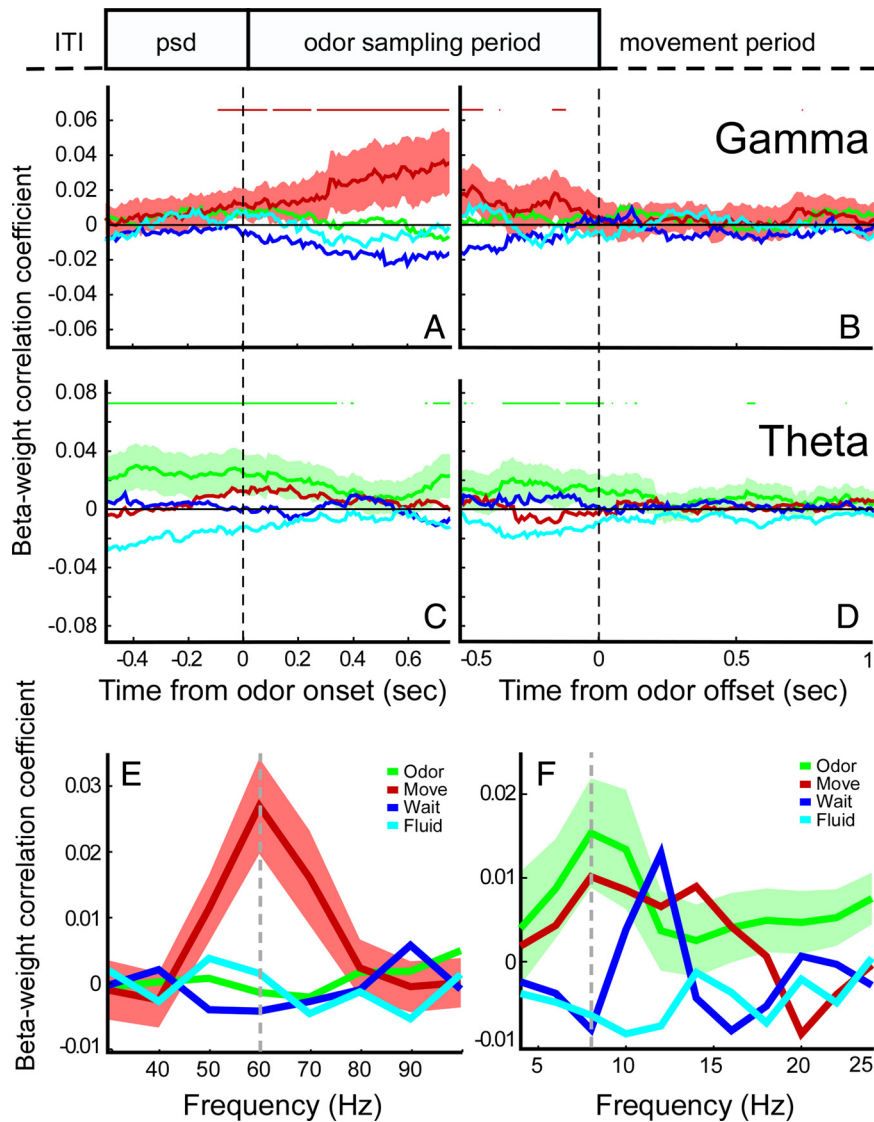 ITI psd odor sampling period movement period
Beta-weight correlation coefficient
0.06
0.04
0.02
0
-0.02
-0.04
-0.06
Gamma
A
B
0.08
0.04
0
-0.04
-0.08
Theta
C
D
-0.4 -0.2 0 0.2 0.4 0.6
-0.5 0 0.5 1
Time from odor onset (sec)
Time from odor offset (sec)
Beta-weight correlation coefficient
E
Odor
Move
Wait
Fluid
0.03
0.02
0.01
0
-0.01
40 50 60 70 80 90
Frequency (Hz)
F
Odor
Move
Wait
Fluid
0.02
0.01
0
-0.01
5 10 15 20 25
Frequency (Hz)